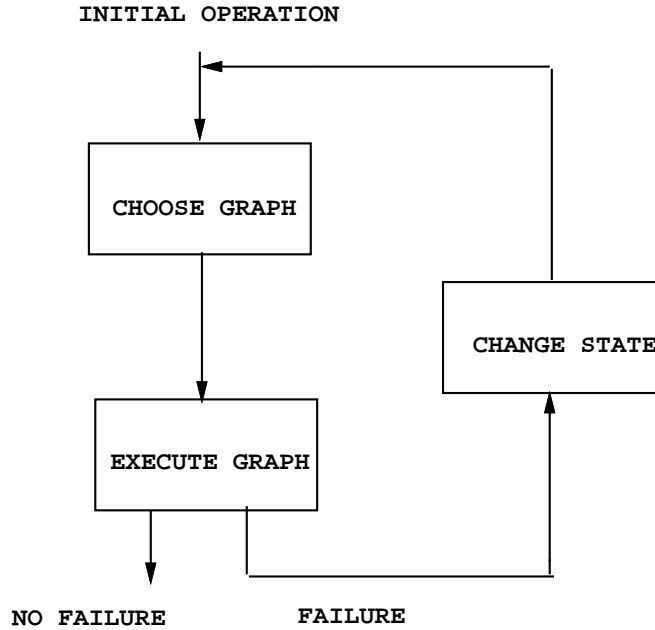 INITIAL OPERATION
CHOOSE GRAPH
CHANGE STATE
EXECUTE GRAPH
NO FAILURE
FAILURE